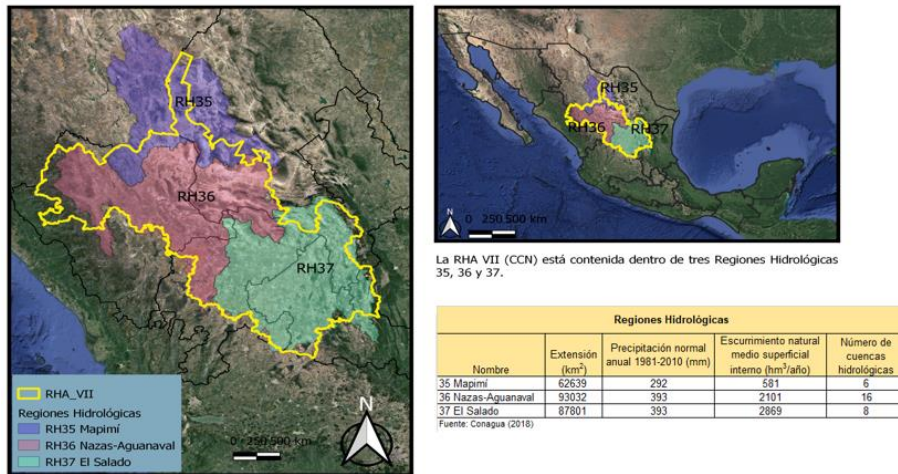 RH35
RH36
RH37
RHA_VII
Regiones Hidrológicas
RH35 Mapimí
RH36 Nazas-Aguanaval
RH37 El Salado
N
0 250 500 km
RH35
RH36
RH37
N
0 250 500 km
La RHA VII (CCN) está contenida dentro de tres Regiones Hidrológicas
35, 36 y 37.
Regiones Hidrológicas
Nombre Extensión (km²) Precipitación normal anual 1981-2010 (mm) Escurrimiento natural medio superficial interno (hm³/año) Número de cuencas hidrológicas
35 Mapimí 62639 292 581 6
36 Nazas-Aguanaval 93032 393 2101 16
37 El Salado 87801 393 2869 8
Fuente: Conagua (2018)